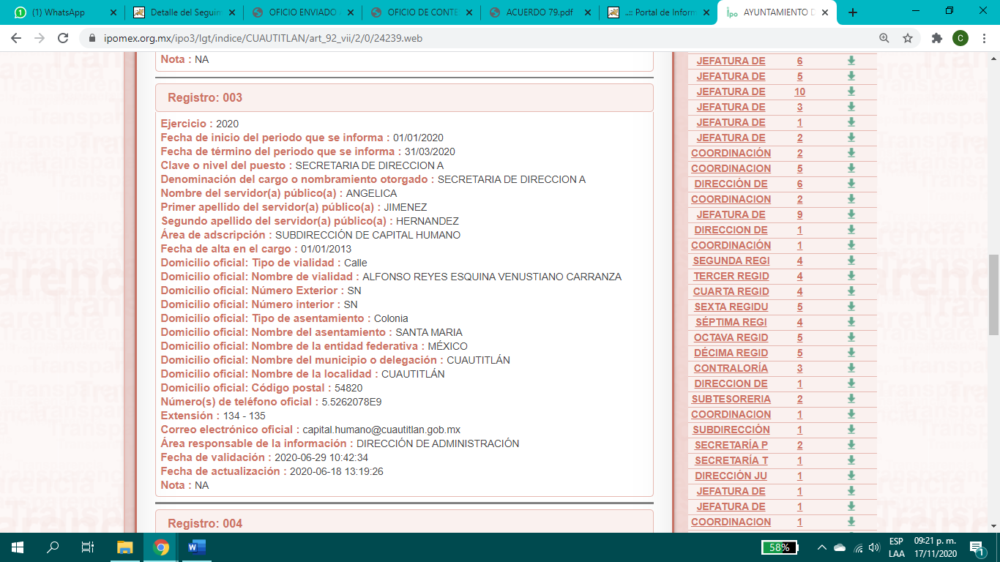 (1) WhatsApp
Detalle del Seguim
OFICIO ENVIADO
OFICIO DE CONTE
ACUERDO 79.pdf
..:: Portal de Inform
AYUNTAMIENTO D
ipomex.org.mx/ipo3/lgt/indice/CUAUTITLAN/art_92_vii/2/0/24239.web
C
Nota : NA
Registro: 003
Ejercicio : 2020
Fecha de inicio del periodo que se informa : 01/01/2020
Fecha de término del periodo que se informa : 31/03/2020
Clave o nivel del puesto : SECRETARIA DE DIRECCION A
Denominación del cargo o nombramiento otorgado : SECRETARIA DE DIRECCION A
Nombre del servidor(a) público(a) : ANGELICA
Primer apellido del servidor(a) público(a) : JIMENEZ
Segundo apellido del servidor(a) público(a) : HERNANDEZ
Área de adscripción : SUBDIRECCIÓN DE CAPITAL HUMANO
Fecha de alta en el cargo : 01/01/2013
Domicilio oficial: Tipo de vialidad : Calle
Domicilio oficial: Nombre de vialidad : ALFONSO REYES ESQUINA VENUSTIANO CARRANZA
Domicilio oficial: Número Exterior : SN
Domicilio oficial: Número interior : SN
Domicilio oficial: Tipo de asentamiento : Colonia
Domicilio oficial: Nombre del asentamiento : SANTA MARIA
Domicilio oficial: Nombre de la entidad federativa : MÉXICO
Domicilio oficial: Nombre del municipio o delegación : CUAUTITLÁN
Domicilio oficial: Nombre de la localidad : CUAUTITLÁN
Domicilio oficial: Código postal : 54820
Número(s) de teléfono oficial : 5.5262078E9
Extensión : 134 - 135
Correo electrónico oficial : capital.humano@cuautitlan.gob.mx
Área responsable de la información : DIRECCIÓN DE ADMINISTRACIÓN
Fecha de validación : 2020-06-29 10:42:34
Fecha de actualización : 2020-06-18 13:19:26
Nota : NA
Registro: 004
JEFATURA DE 6
JEFATURA DE 5
JEFATURA DE 10
JEFATURA DE 3
JEFATURA DE 1
JEFATURA DE 2
COORDINACIÓN 2
COORDINACION 5
DIRECCIÓN DE 6
COORDINACION 2
JEFATURA DE 9
DIRECCION DE 1
COORDINACIÓN 1
SEGUNDA REGI 4
TERCER REGID 4
CUARTA REGID 4
SEXTA REGIDU 5
SÉPTIMA REGI 4
OCTAVA REGID 5
DÉCIMA REGID 5
CONTRALORÍA 3
DIRECCION DE 1
SUBTESORERIA 2
COORDINACION 1
SUBDIRECCIÓN 1
SECRETARÍA P 2
SECRETARÍA T 1
DIRECCIÓN JU 1
JEFATURA DE 1
JEFATURA DE 1
COORDINACION 1
58%
ESP
LAA
09:21 p. m.
17/11/2020
1